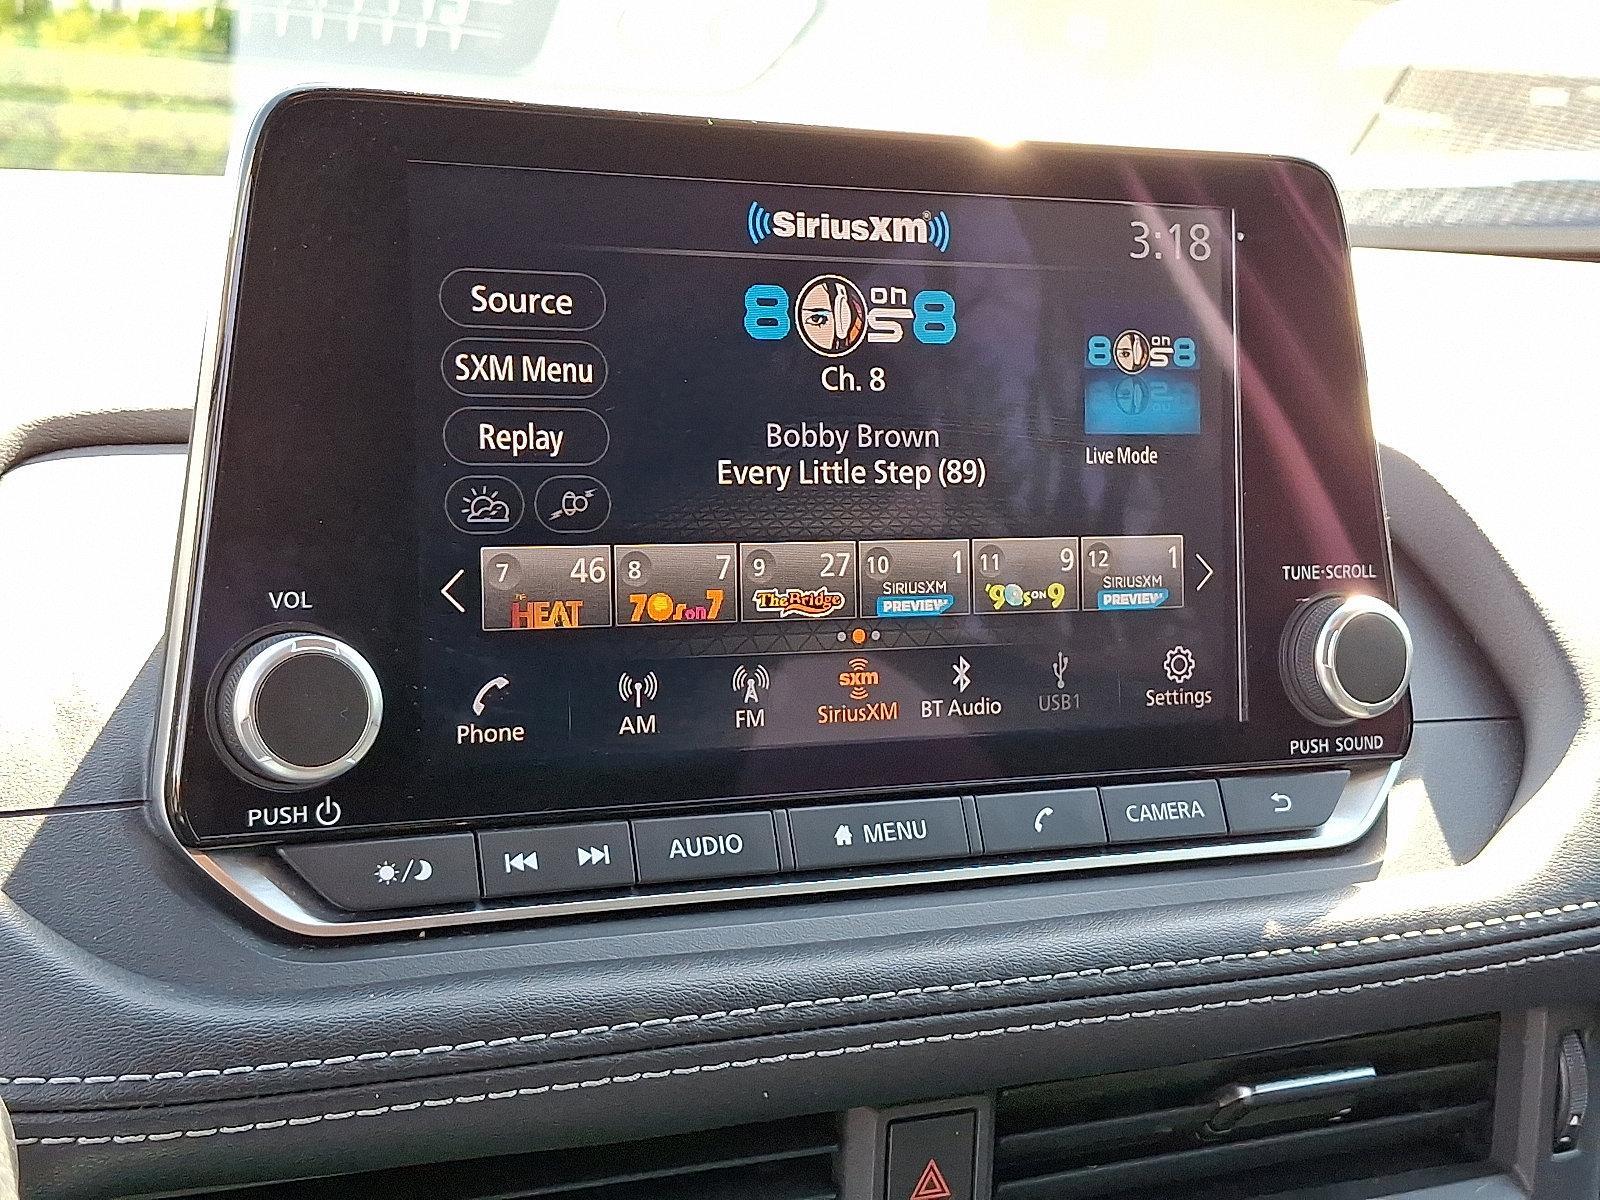 SiriusXM
3:18
Source
80s on 8
SXM Menu
Ch. 8
80s on 8
Replay
Bobby Brown
Every Little Step (89)
Live Mode
7 46 8 7 9 27 10 1 11 9 12 1
THE HEAT 70s on 7 The Bridge SIRIUSXM PREVIEW '90s ON 9 SIRIUSXM PREVIEW
VOL
TUNE·SCROLL
Phone AM FM sxm SiriusXM BT Audio USB1 Settings
PUSH
PUSH SOUND
AUDIO MENU CAMERA